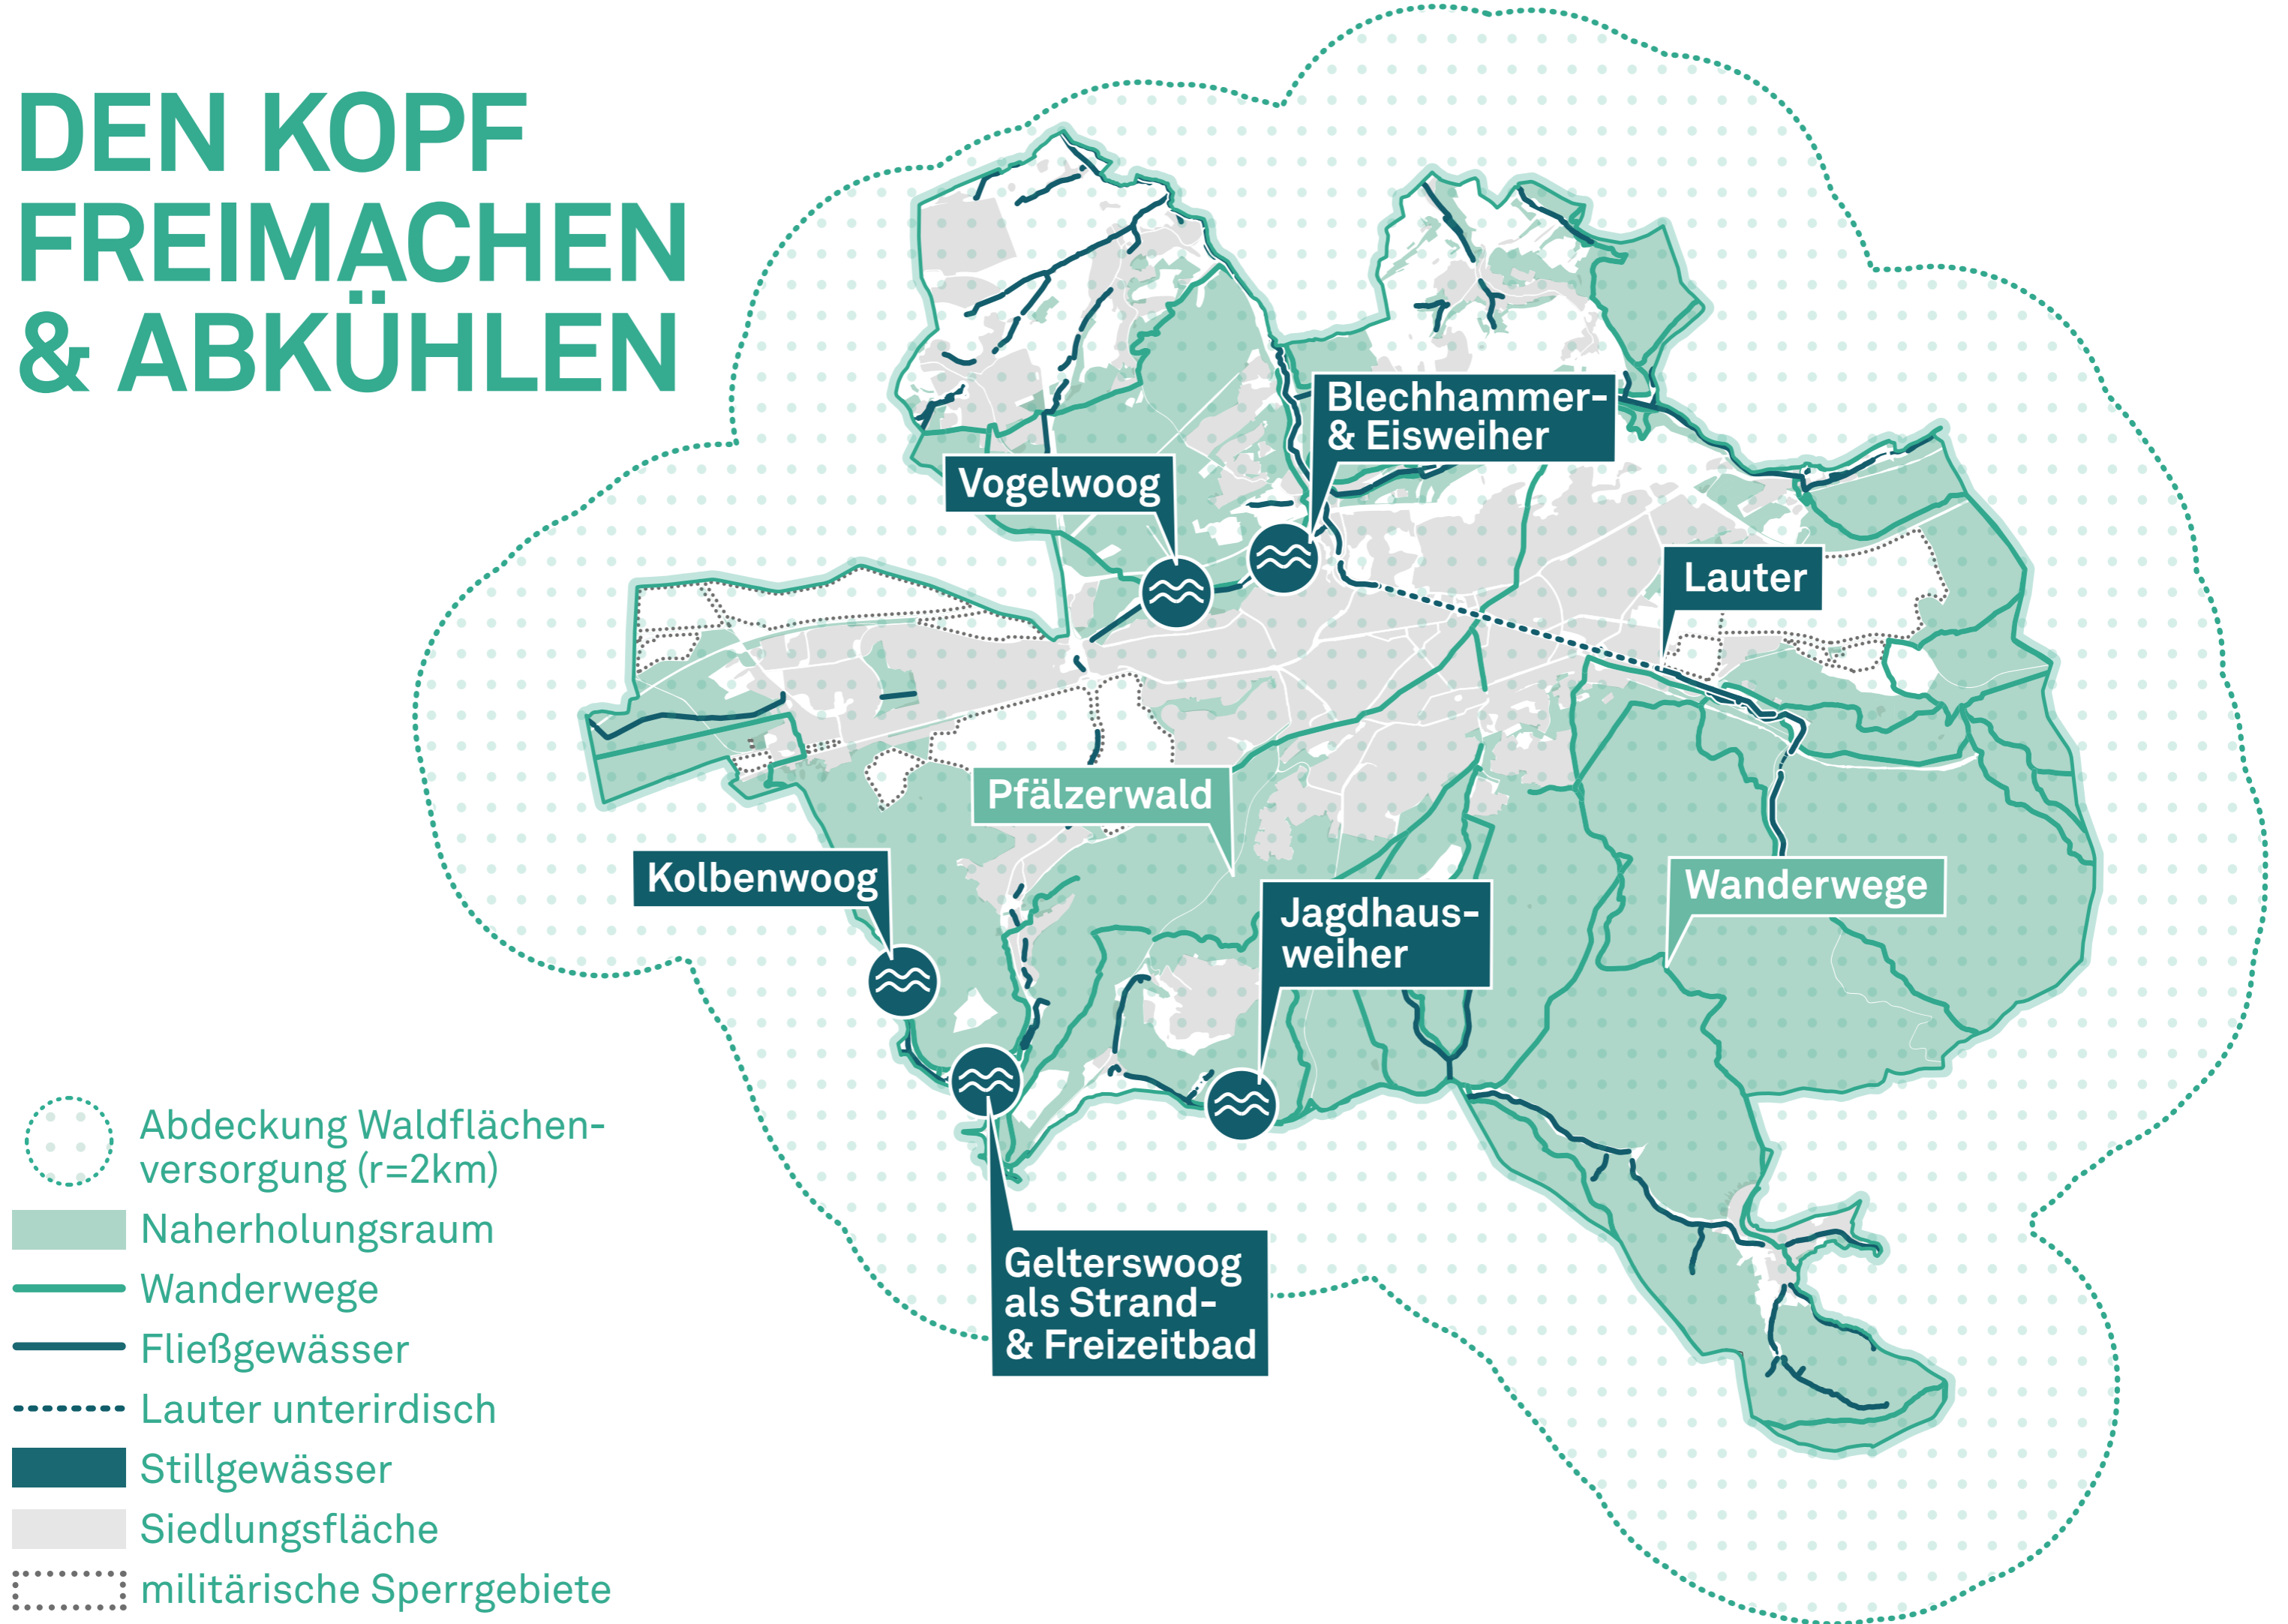 DEN KOPF
FREIMACHEN
& ABKÜHLEN
Blechhammer-
& Eisweiher
Vogelwoog
Lauter
Pfälzerwald
Kolbenwoog
Wanderwege
Jagdhaus-
weiher
Gelterswoog
als Strand-
& Freizeitbad
Abdeckung Waldflächen-
versorgung (r=2km)
Naherholungsraum
Wanderwege
Fließgewässer
Lauter unterirdisch
Stillgewässer
Siedlungsfläche
militärische Sperrgebiete